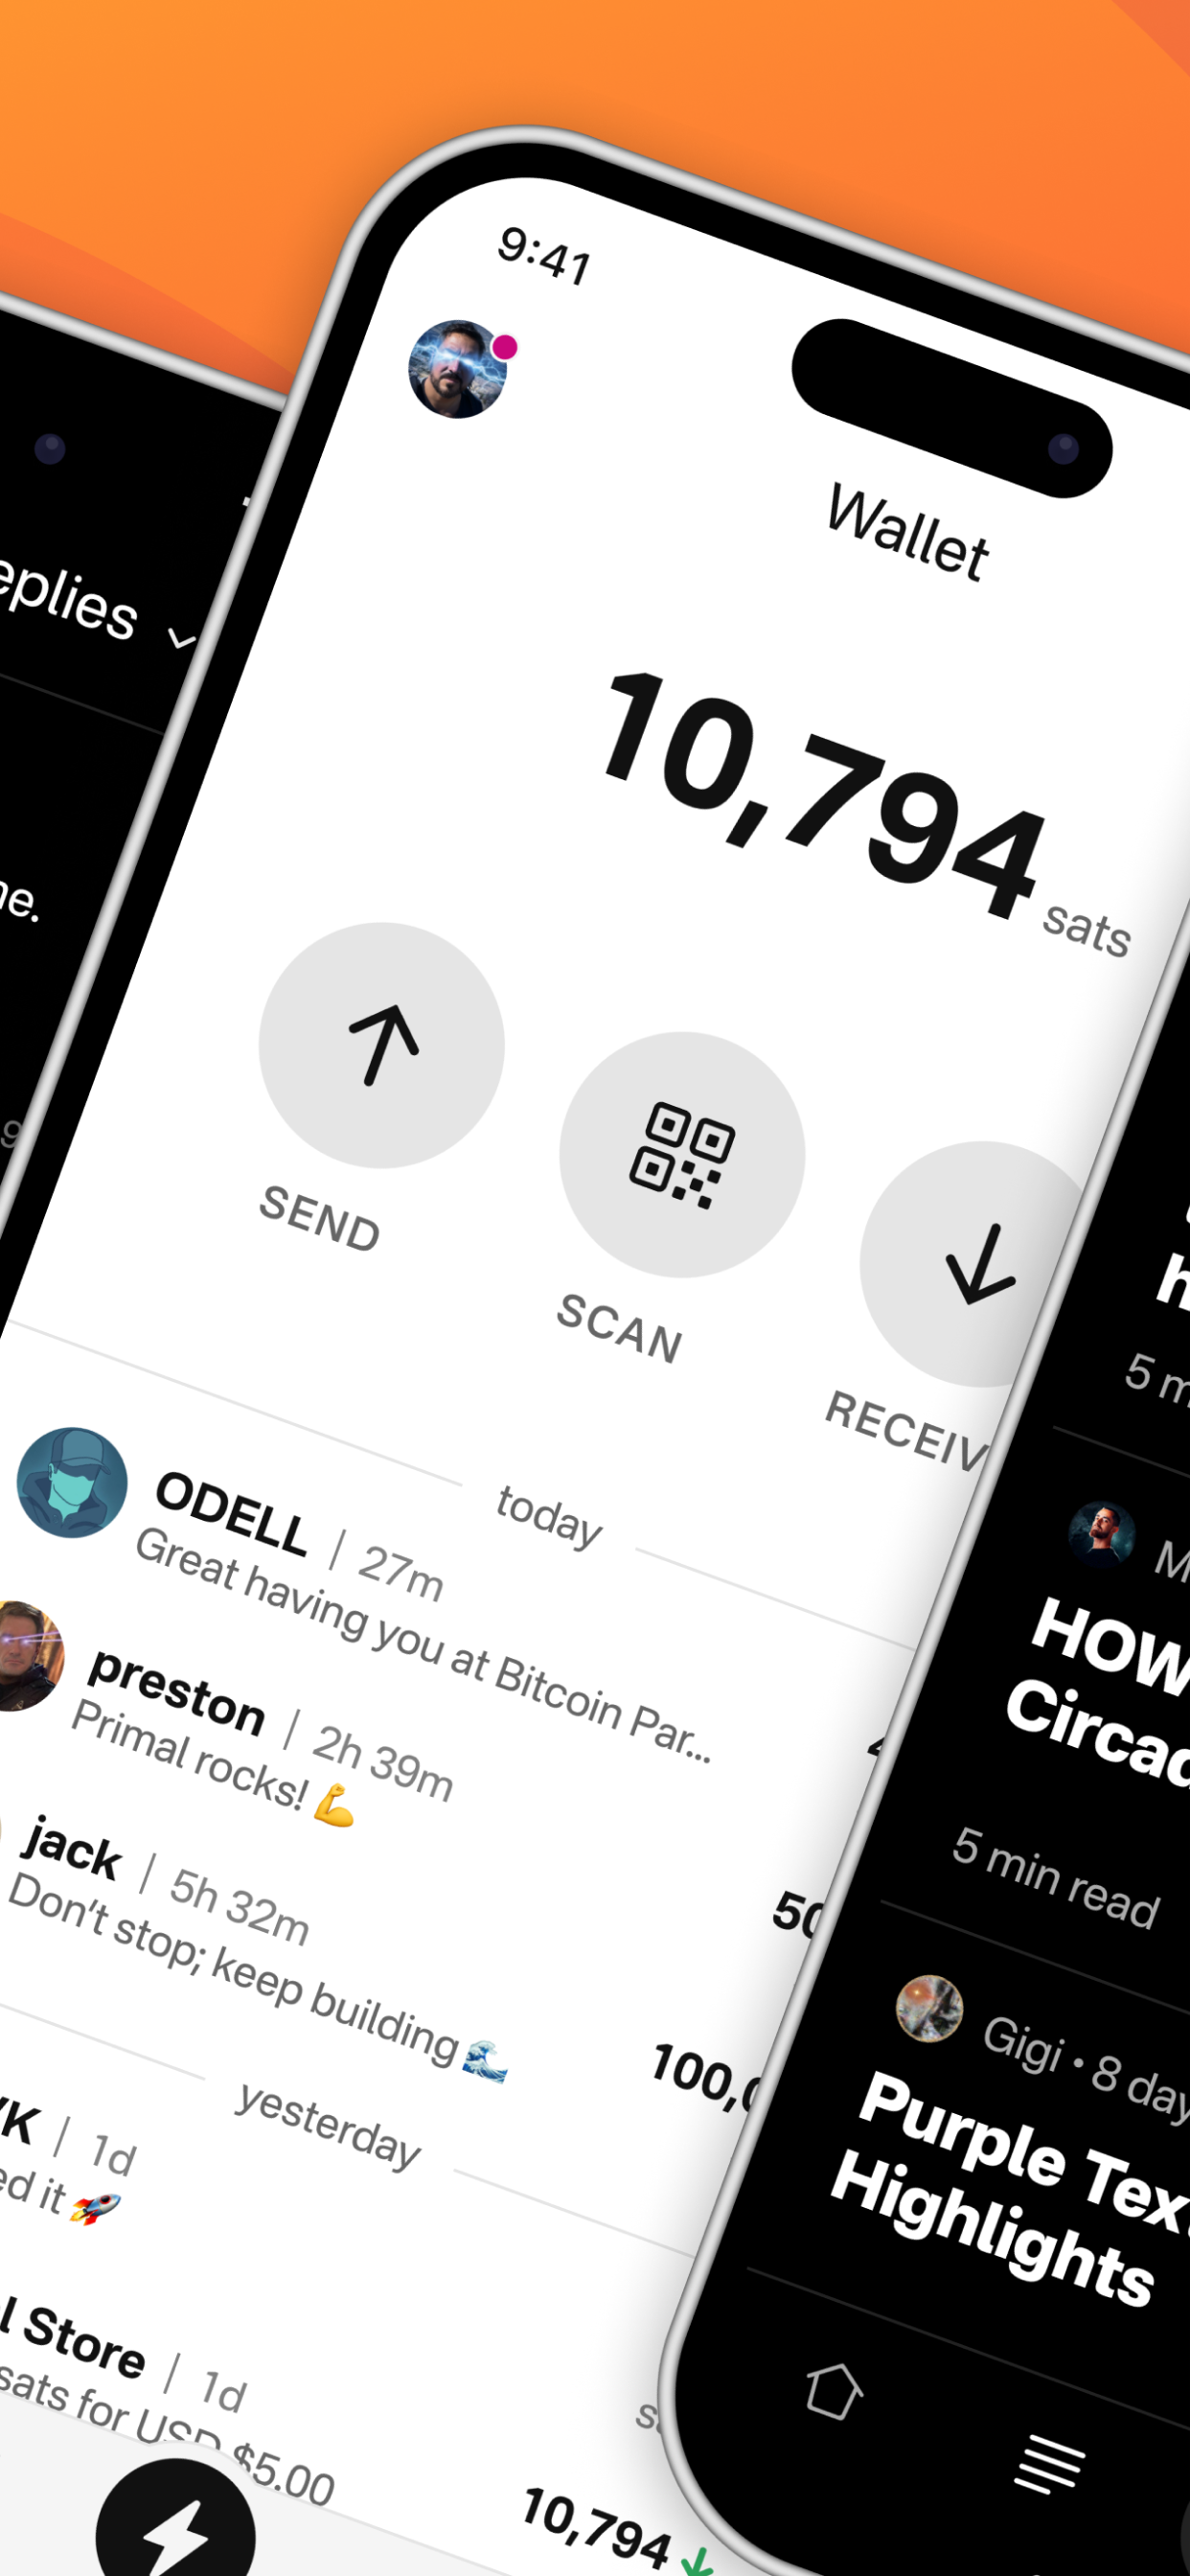 eplies
9:41
Wallet
10,794 sats
SEND
SCAN
RECEIV
today
ODELL | 27m
Great having you at Bitcoin Par...
preston | 2h 39m
Primal rocks! 💪
50
jack | 5h 32m
Don't stop; keep building 🌊
100,0
yesterday
1d
ed it 🚀
l Store | 1d
sats for USD $5.00
10,794
5 m
HOW
Circad
5 min read
Gigi • 8 day
Purple Tex
Highlights